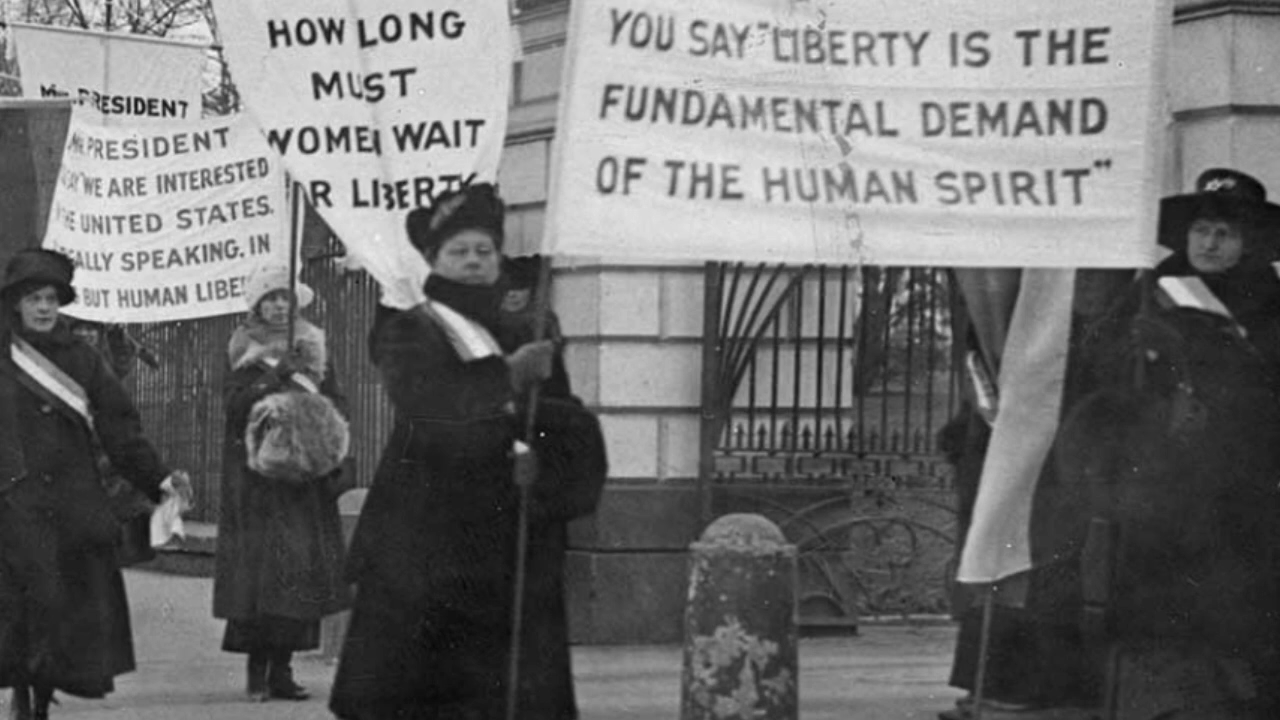 PRESIDENT
PRESIDENT
WE ARE INTERESTED
UNITED STATES.
SPEAKING. IN
BUT HUMAN
HOW LONG
MUST
WOMEN WAIT
LIBERTY
YOU SAY "LIBERTY IS THE
FUNDAMENTAL DEMAND
OF THE HUMAN SPIRIT"